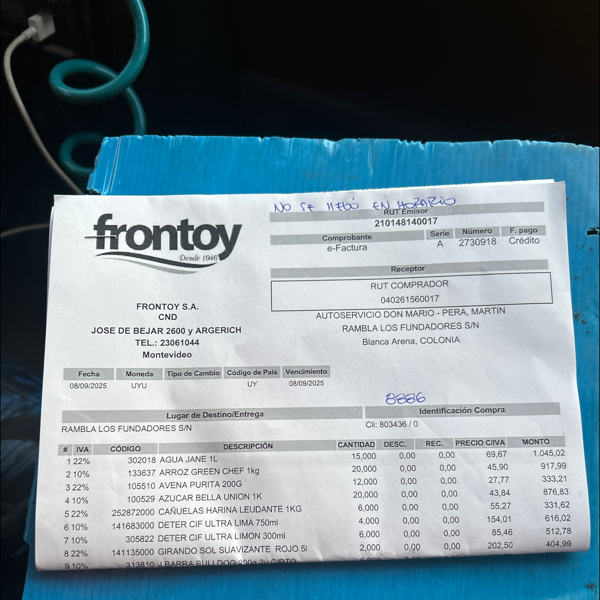 NO SE LLEGÓ EN HORARIO
frontoy
Desde 1946
RUT Emisor
210148140017
Comprobante Serie Número F. pago
e-Factura A 2730918 Crédito
Receptor
RUT COMPRADOR
040261560017
AUTOSERVICIO DON MARIO - PERA, MARTIN
RAMBLA LOS FUNDADORES S/N
Blanca Arena, COLONIA
FRONTOY S.A.
CND
JOSE DE BEJAR 2600 y ARGERICH
TEL.: 23061044
Montevideo
Fecha Moneda Tipo de Cambio Código de País Vencimiento
08/09/2025 UYU UY 08/09/2025
8886
Lugar de Destino/Entrega Identificación Compra
RAMBLA LOS FUNDADORES S/N Cli: 803436 / 0
# IVA CÓDIGO DESCRIPCIÓN CANTIDAD DESC. REC. PRECIO C/IVA MONTO
1 22% 302018 AGUA JANE 1L 15,000 0,00 0,00 69,67 1.045,02
2 10% 133637 ARROZ GREEN CHEF 1kg 20,000 0,00 0,00 45,90 917,99
3 22% 105510 AVENA PURITA 200G 12,000 0,00 0,00 27,77 333,21
4 10% 100529 AZUCAR BELLA UNION 1K 20,000 0,00 0,00 43,84 876,83
5 22% 252872000 CAÑUELAS HARINA LEUDANTE 1KG 6,000 0,00 0,00 55,27 331,62
6 10% 141683000 DETER CIF ULTRA LIMA 750ml 4,000 0,00 0,00 154,01 616,02
7 10% 305822 DETER CIF ULTRA LIMON 300ml 6,000 0,00 0,00 85,46 512,78
8 22% 141135000 GIRANDO SOL SUAVIZANTE ROJO 5l 2,000 0,00 0,00 202,50 404,99
9 10% 313810 J.BARRA BULLDOG 200g 2u C/DTO